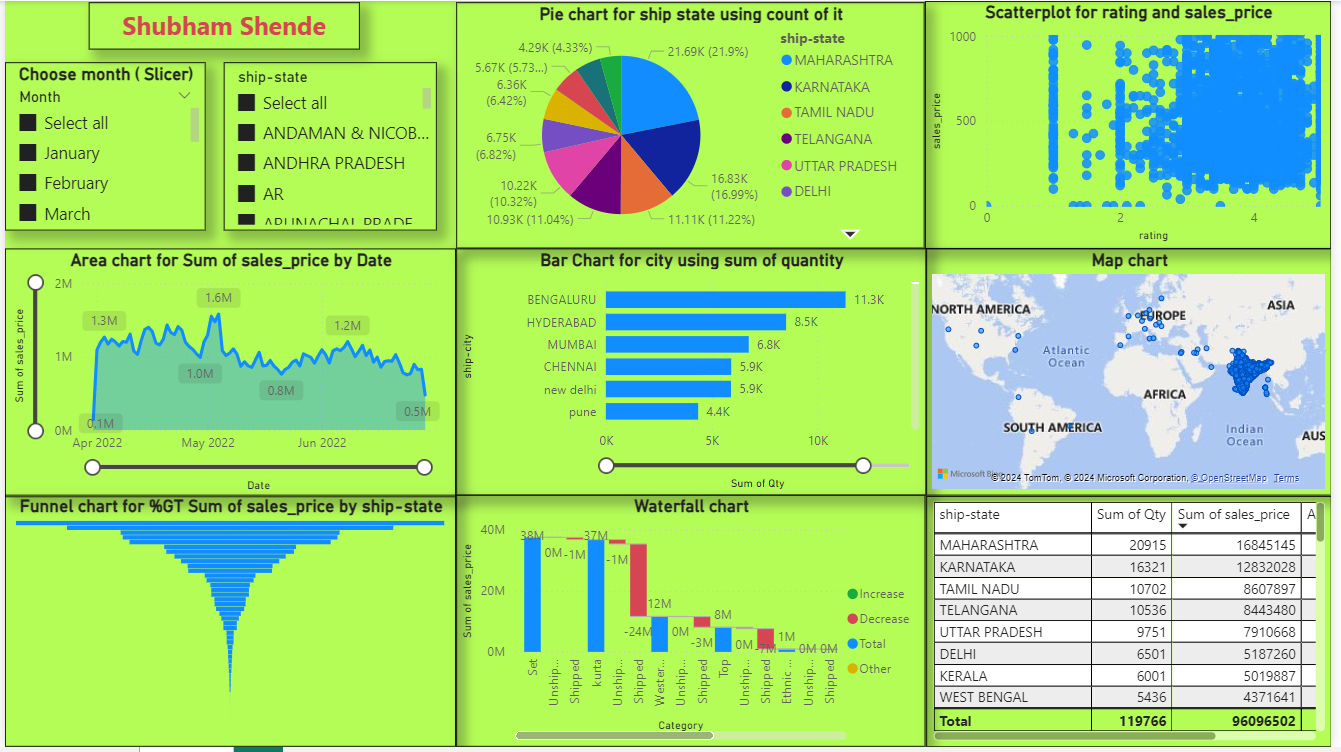 Shubham Shende
Choose month ( Slicer)
Month
Select all
January
February
March
ship-state
Select all
ANDAMAN & NICOB...
ANDHRA PRADESH
AR
ARUNACHAL PRADE
Pie chart for ship state using count of it
4.29K (4.33%)
5.67K (5.73...)
6.36K
(6.42%)
6.75K
(6.82%)
10.22K
(10.32%)
10.93K (11.04%)
21.69K (21.9%)
16.83K
(16.99%)
11.11K (11.22%)
ship-state
MAHARASHTRA
KARNATAKA
TAMIL NADU
TELANGANA
UTTAR PRADESH
DELHI
Scatterplot for rating and sales_price
sales_price
1000
500
0
0
2
4
rating
Area chart for Sum of sales_price by Date
Sum of sales_price
2M
1M
0M
1.3M
1.6M
1.2M
1.0M
0.8M
0.5M
0.1M
Apr 2022
May 2022
Jun 2022
Date
Bar Chart for city using sum of quantity
ship-city
BENGALURU 11.3K
HYDERABAD 8.5K
MUMBAI 6.8K
CHENNAI 5.9K
new delhi 5.9K
pune 4.4K
0K 5K 10K
Sum of Qty
Map chart
NORTH AMERICA
EUROPE
ASIA
Atlantic
Ocean
AFRICA
SOUTH AMERICA
Indian
Ocean
AUS
Microsoft Bing
©2024 TomTom, © 2024 Microsoft Corporation, © OpenStreetMap Terms
Funnel chart for %GT Sum of sales_price by ship-state
Waterfall chart
Sum of sales_price
40M
20M
0M
38M
0M
-1M
37M
-1M
-24M
12M
0M
-3M
8M
0M
-7M
1M
0M
0M
Set
Unship...
Shipped
kurta
Unship...
Shipped
Wester...
Unship...
Shipped
Top
Unship...
Shipped
Ethnic ...
Unship...
Shipped
Category
Increase
Decrease
Total
Other
ship-state Sum of Qty Sum of sales_price A
MAHARASHTRA 20915 16845145
KARNATAKA 16321 12832028
TAMIL NADU 10702 8607897
TELANGANA 10536 8443480
UTTAR PRADESH 9751 7910668
DELHI 6501 5187260
KERALA 6001 5019887
WEST BENGAL 5436 4371641
Total 119766 96096502